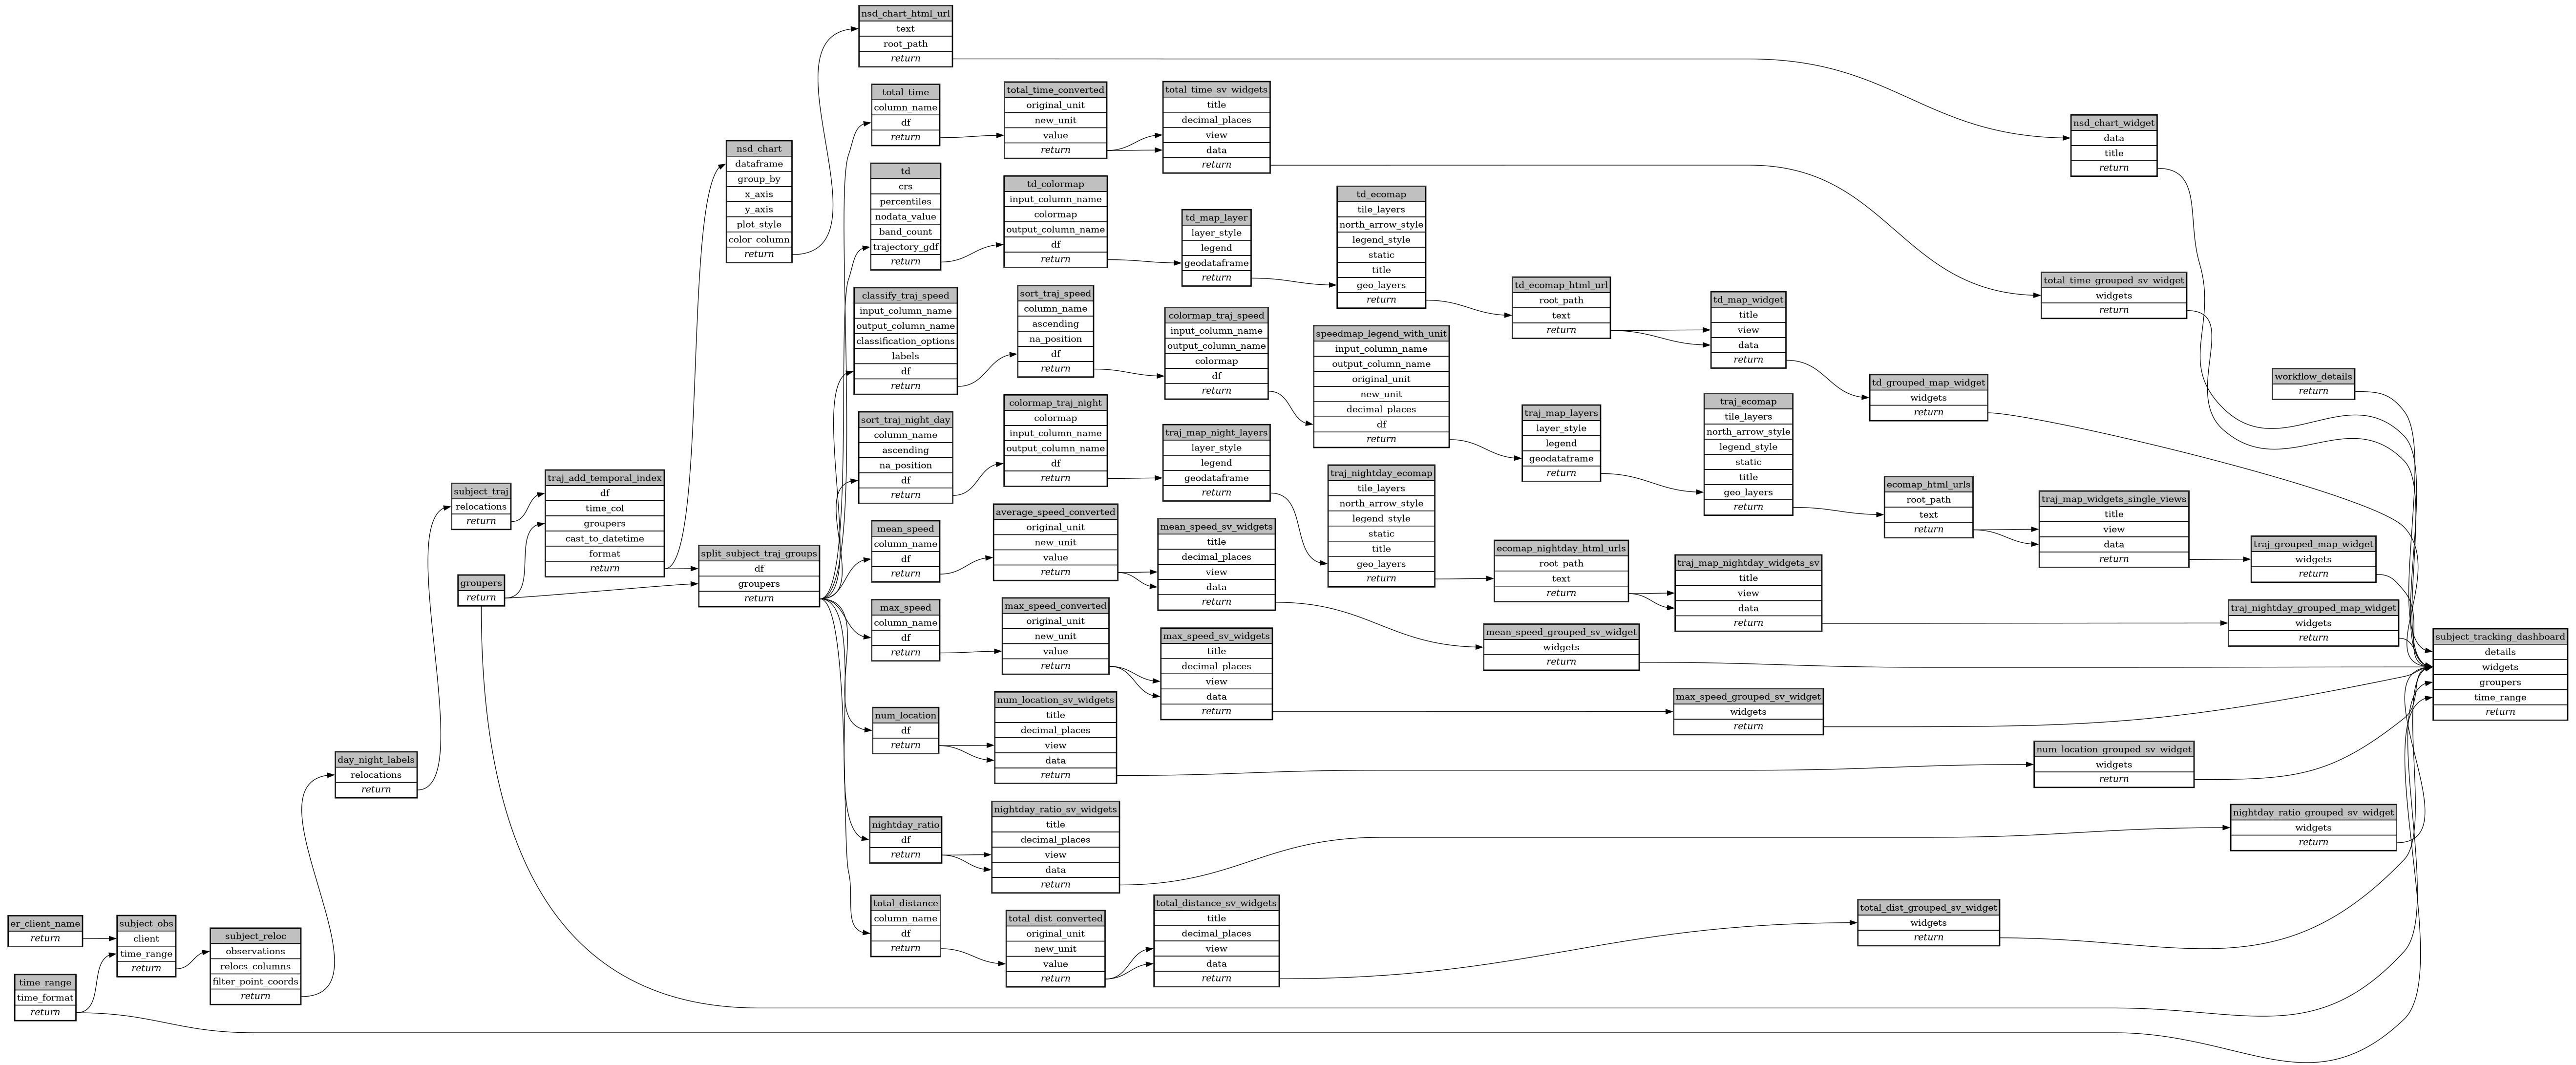 nsd_chart_html_url
text
root_path
return
total_time
column_name
df
return
total_time_converted
original_unit
new_unit
value
return
total_time_sv_widgets
title
decimal_places
view
data
return
nsd_chart_widget
data
title
return
nsd_chart
dataframe
group_by
x_axis
y_axis
plot_style
color_column
return
td
crs
percentiles
nodata_value
band_count
trajectory_gdf
return
td_colormap
input_column_name
colormap
output_column_name
df
return
td_map_layer
layer_style
legend
geodataframe
return
td_ecomap
tile_layers
north_arrow_style
legend_style
static
title
geo_layers
return
td_ecomap_html_url
root_path
text
return
td_map_widget
title
view
data
return
total_time_grouped_sv_widget
widgets
return
classify_traj_speed
input_column_name
output_column_name
classification_options
labels
df
return
sort_traj_speed
column_name
ascending
na_position
df
return
colormap_traj_speed
input_column_name
output_column_name
colormap
df
return
speedmap_legend_with_unit
input_column_name
output_column_name
original_unit
new_unit
decimal_places
df
return
td_grouped_map_widget
widgets
return
workflow_details
return
sort_traj_night_day
column_name
ascending
na_position
df
return
colormap_traj_night
colormap
input_column_name
output_column_name
df
return
traj_map_night_layers
layer_style
legend
geodataframe
return
traj_map_layers
layer_style
legend
geodataframe
return
traj_ecomap
tile_layers
north_arrow_style
legend_style
static
title
geo_layers
return
traj_nightday_ecomap
tile_layers
north_arrow_style
legend_style
static
title
geo_layers
return
ecomap_html_urls
root_path
text
return
traj_map_widgets_single_views
title
view
data
return
traj_grouped_map_widget
widgets
return
subject_traj
relocations
return
traj_add_temporal_index
df
time_col
groupers
cast_to_datetime
format
return
groupers
return
split_subject_traj_groups
df
groupers
return
mean_speed
column_name
df
return
average_speed_converted
original_unit
new_unit
value
return
mean_speed_sv_widgets
title
decimal_places
view
data
return
ecomap_nightday_html_urls
root_path
text
return
traj_map_nightday_widgets_sv
title
view
data
return
traj_nightday_grouped_map_widget
widgets
return
max_speed
column_name
df
return
max_speed_converted
original_unit
new_unit
value
return
max_speed_sv_widgets
title
decimal_places
view
data
return
mean_speed_grouped_sv_widget
widgets
return
subject_tracking_dashboard
details
widgets
groupers
time_range
return
max_speed_grouped_sv_widget
widgets
return
num_location
df
return
num_location_sv_widgets
title
decimal_places
view
data
return
num_location_grouped_sv_widget
widgets
return
day_night_labels
relocations
return
nightday_ratio
df
return
nightday_ratio_sv_widgets
title
decimal_places
view
data
return
nightday_ratio_grouped_sv_widget
widgets
return
er_client_name
return
subject_obs
client
time_range
return
subject_reloc
observations
relocs_columns
filter_point_coords
return
time_range
time_format
return
total_distance
column_name
df
return
total_dist_converted
original_unit
new_unit
value
return
total_distance_sv_widgets
title
decimal_places
view
data
return
total_dist_grouped_sv_widget
widgets
return